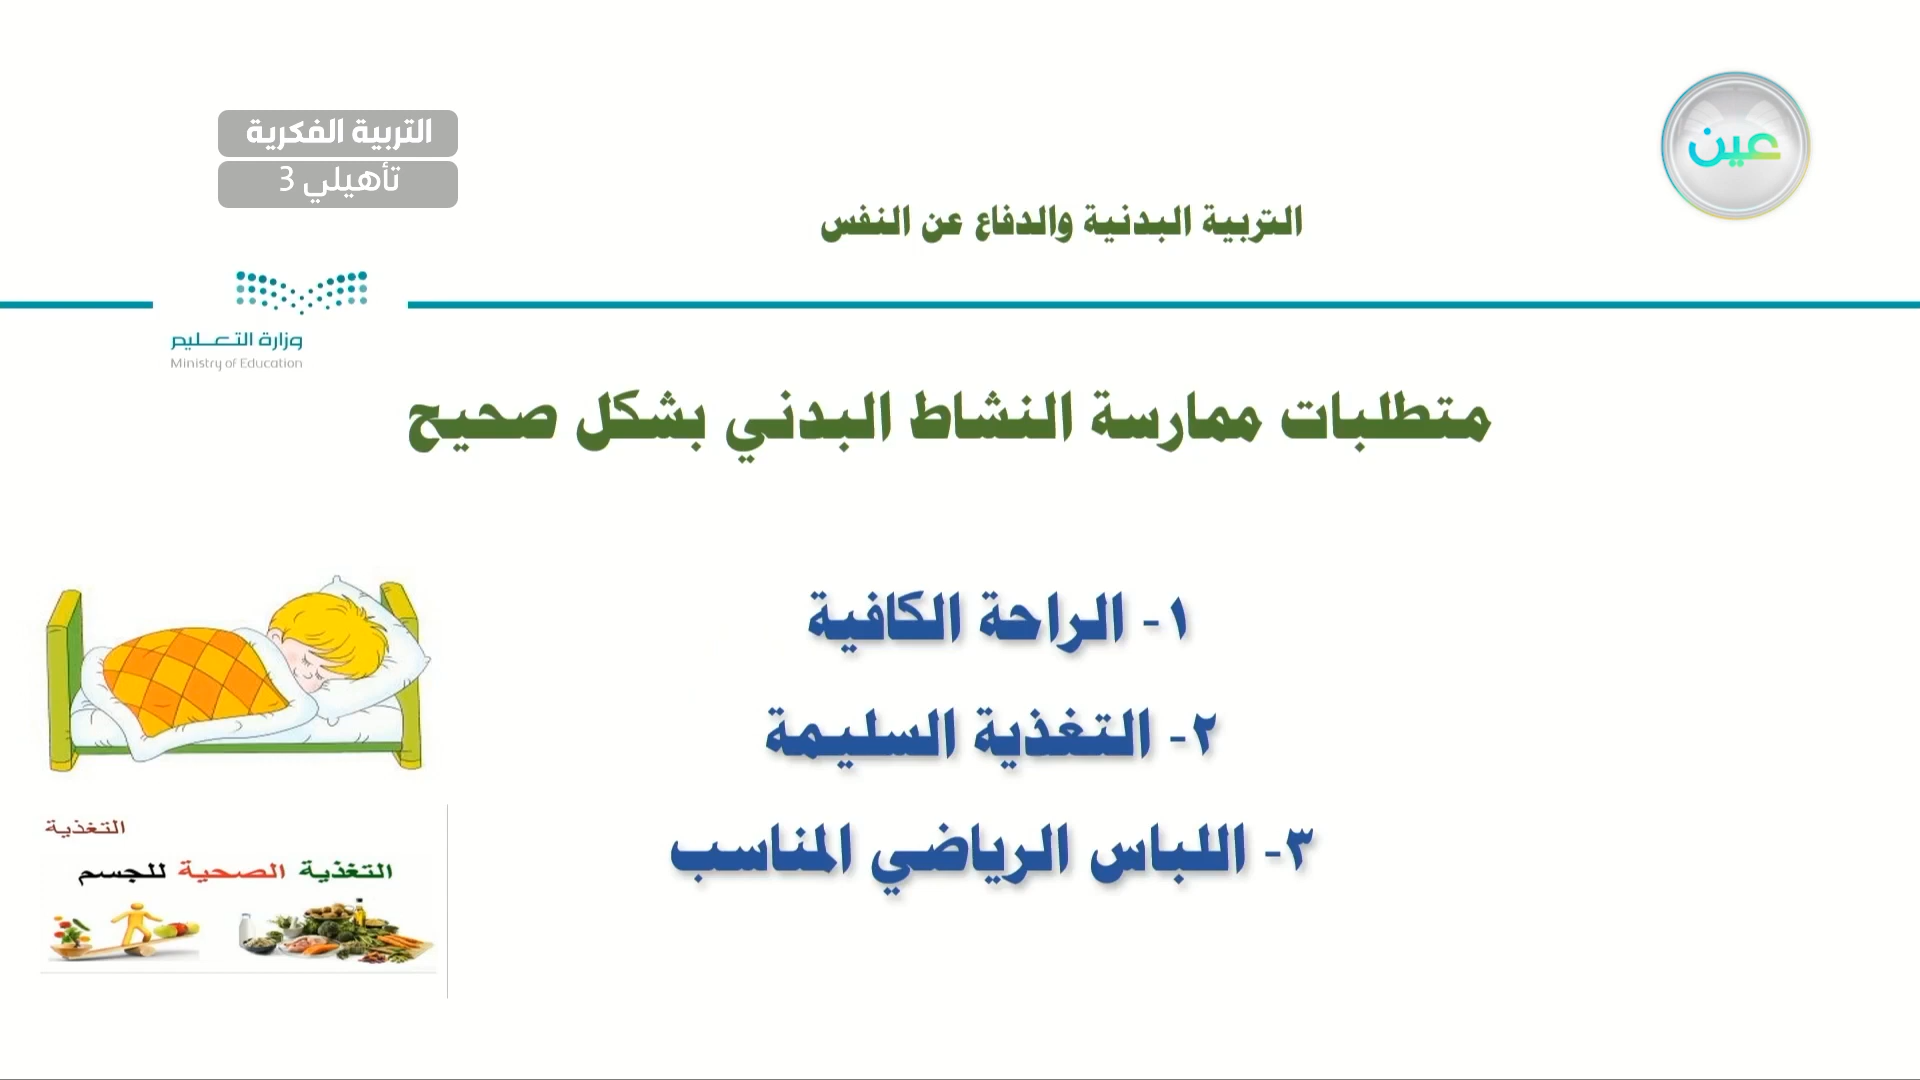 التربية الفكرية
تأهيلي 3
عين
التربية البدنية والدفاع عن النفس
وزارة التعـليم
Ministry of Education
متطلبات ممارسة النشاط البدني بشكل صحيح
١- الراحة الكافية
٢- التغذية السليمة
٣- اللباس الرياضي المناسب
التغذية
التغذية الصحية للجسم